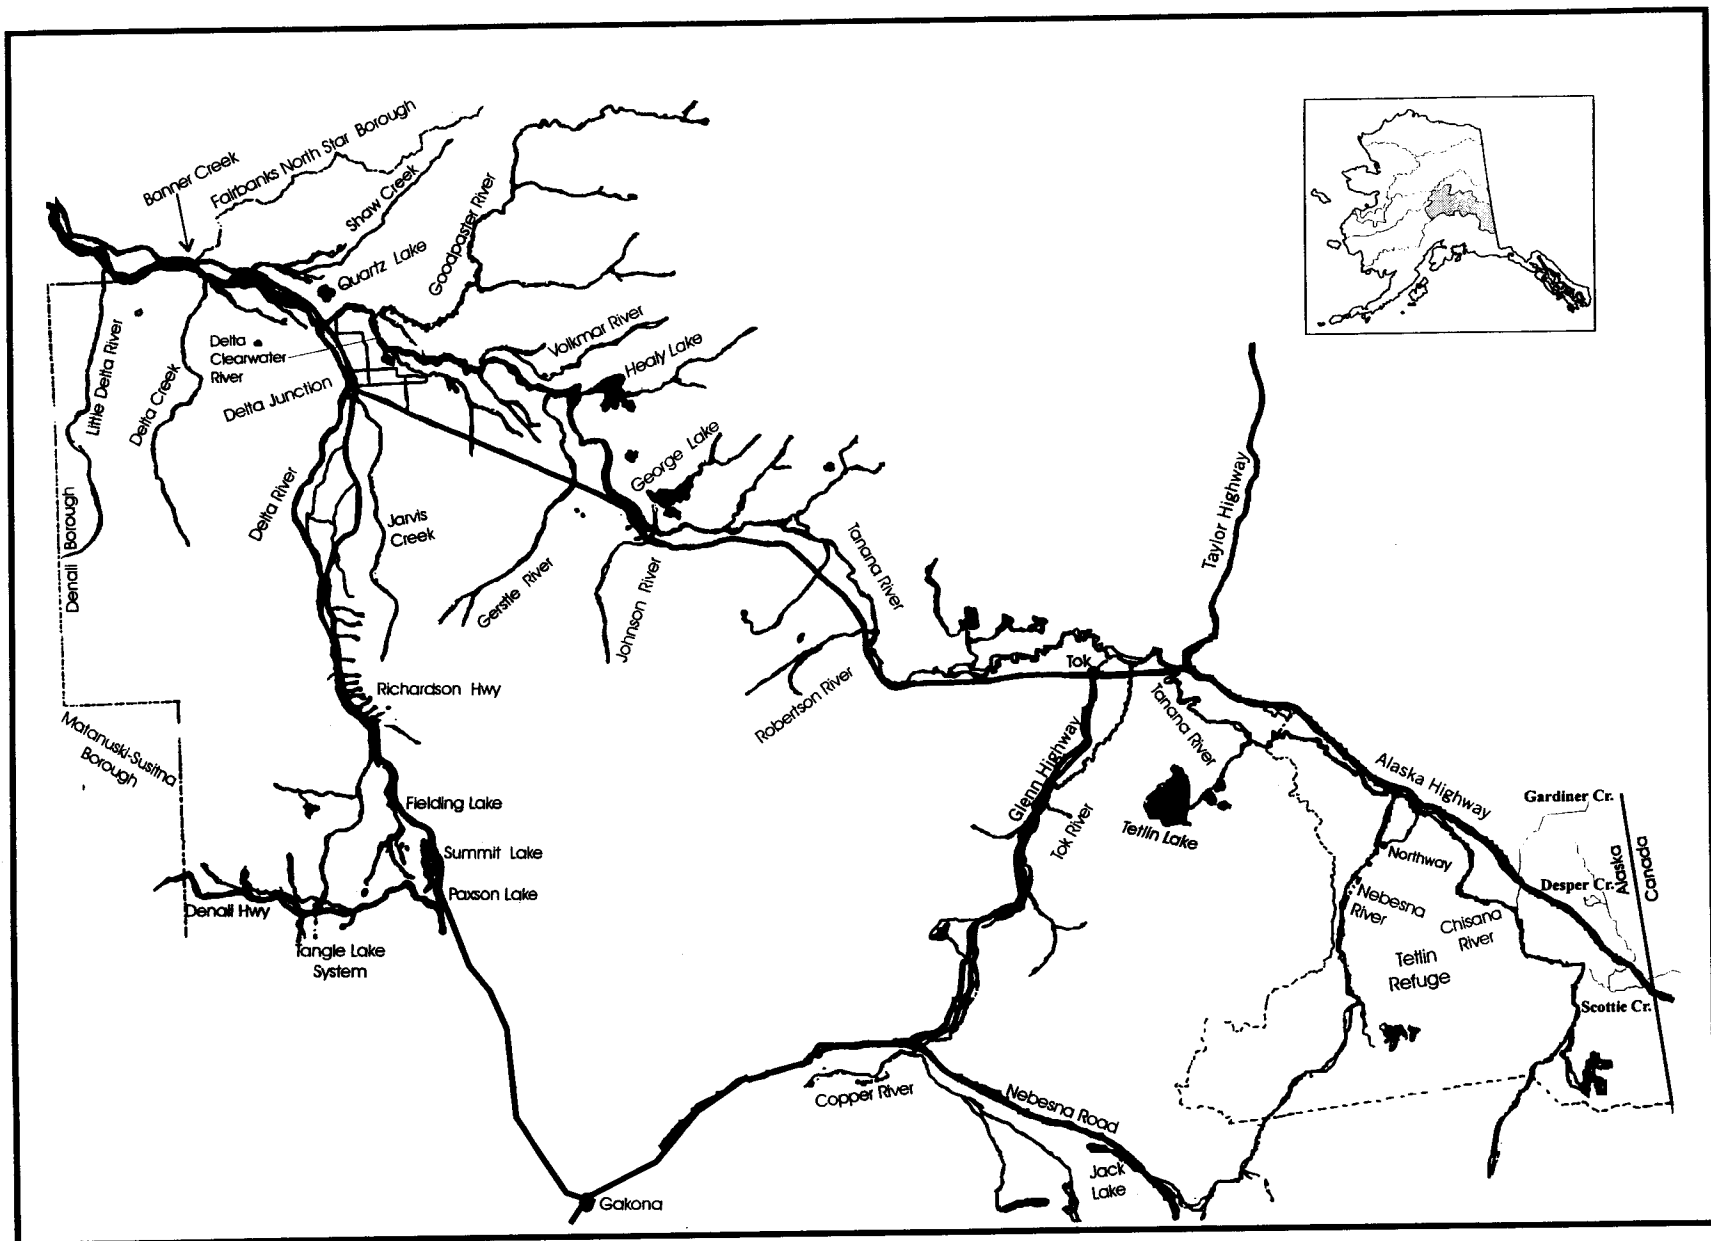 Banner Creek
Fairbanks North Star Borough
Shaw Creek
Goodpaster River
Quartz Lake
Delta
Clearwater
River
Volkmar River
Healy Lake
Little Delta River
Delta Creek
Delta Junction
George Lake
Delta River
Jarvis
Creek
Denali Borough
Gerstle River
Johnson River
Tanana River
Taylor Highway
Robertson River
Tok
Richardson Hwy
Matanuski-Susitna
Borough
Tanana River
Glenn Highway
Alaska Highway
Gardiner Cr.
Fielding Lake
Tok River
Tetlin Lake
Summit Lake
Northway
Alaska
Canada
Desper Cr.
Paxson Lake
Denali Hwy
Nebesna
River
Chisana
River
Tangle Lake
System
Tetlin
Refuge
Scottie Cr.
Copper River
Nebesna Road
Jack
Lake
Gakona